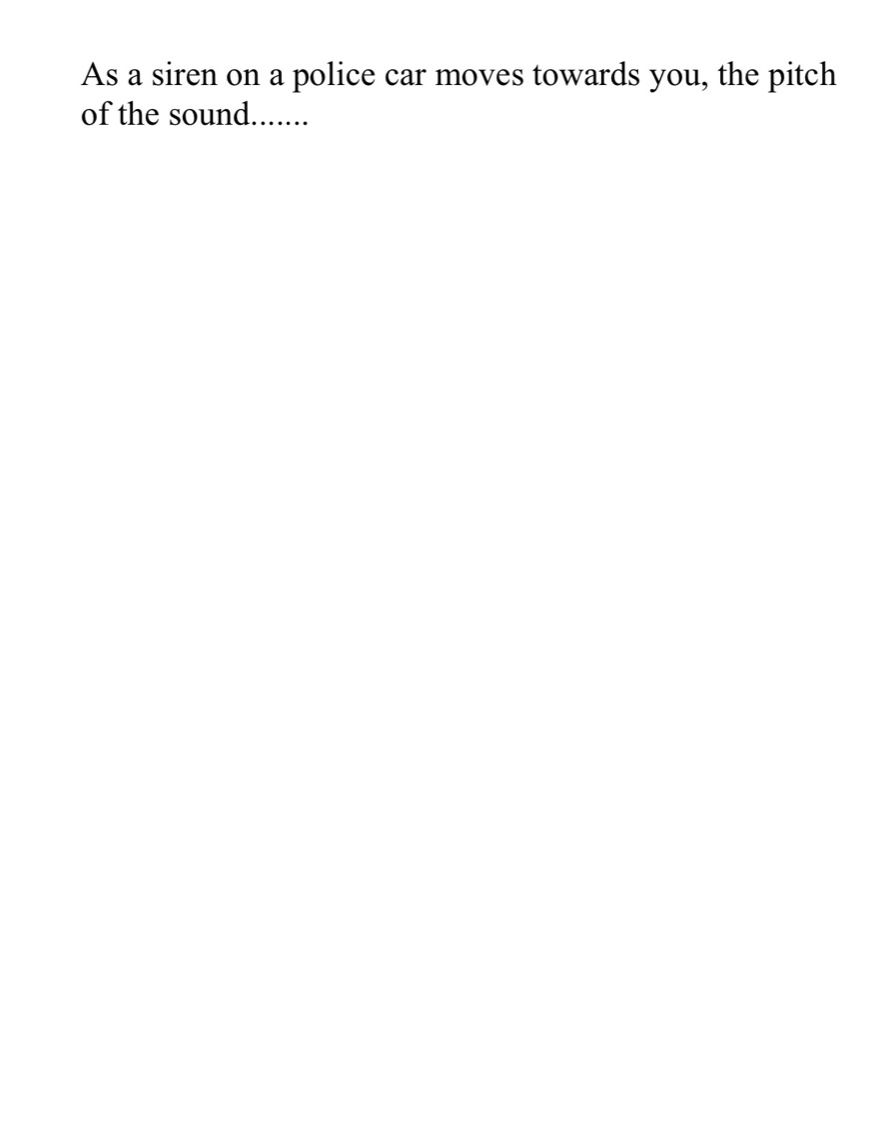 As a siren on a police car moves towards you, the pitch
of the sound.......